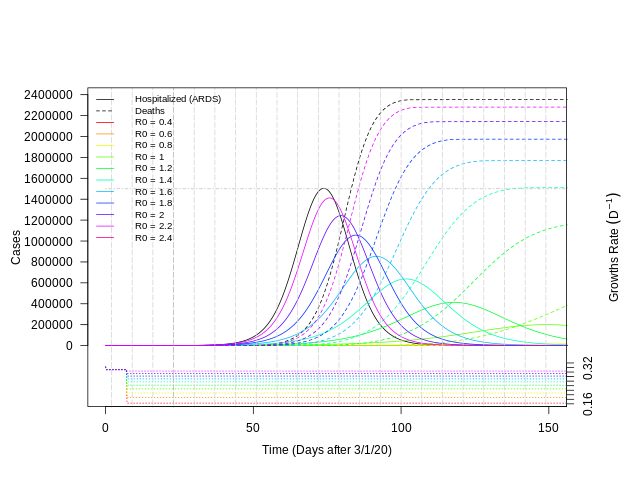 2400000
2200000
2000000
1800000
1600000
1400000
1200000
1000000
800000
600000
400000
200000
0
Cases
Hospitalized (ARDS)
Deaths
R0 = 0.4
R0 = 0.6
R0 = 0.8
R0 = 1
R0 = 1.2
R0 = 1.4
R0 = 1.6
R0 = 1.8
R0 = 2
R0 = 2.2
R0 = 2.4
Growths Rate (D⁻¹)
0.32
0.16
0 50 100 150
Time (Days after 3/1/20)